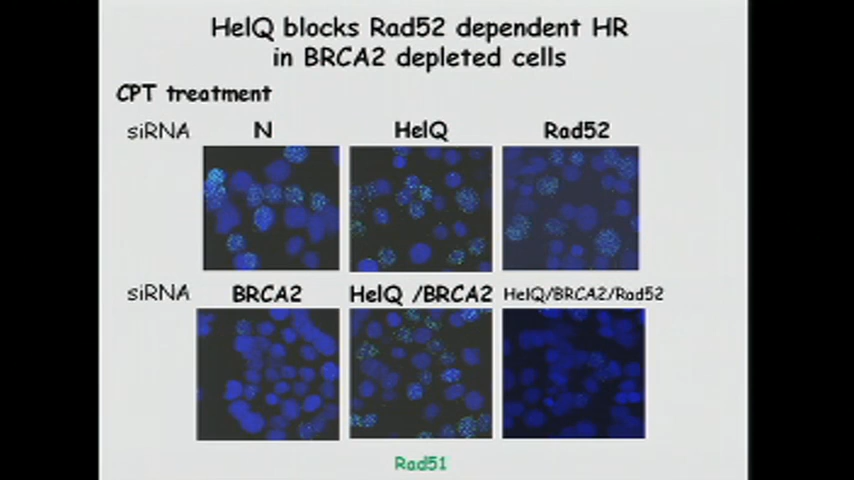 HelQ blocks Rad52 dependent HR
in BRCA2 depleted cells
CPT treatment
siRNA N HelQ Rad52
siRNA BRCA2 HelQ /BRCA2 HelQ/BRCA2/Rad52
Rad51